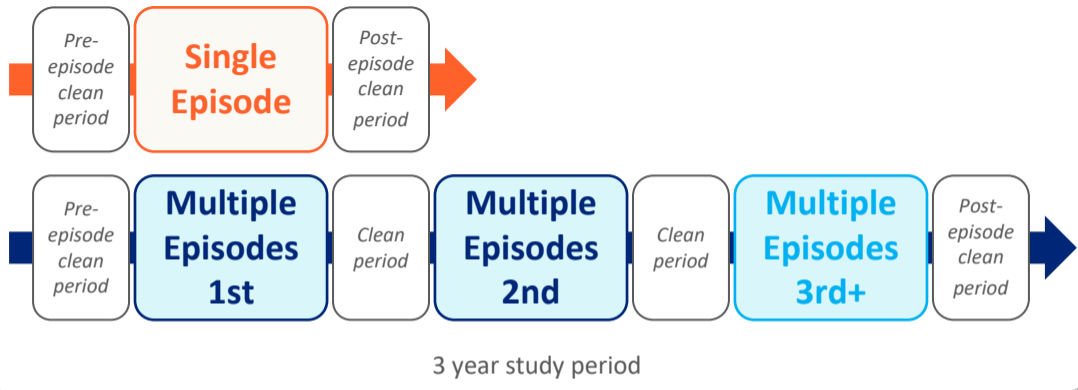 Pre-
episode
clean
period
Single
Episode
Post-
episode
clean
period
Pre-
episode
clean
period
Multiple
Episodes
1st
Clean
period
Multiple
Episodes
2nd
Clean
period
Multiple
Episodes
3rd+
Post-
episode
clean
period
3 year study period